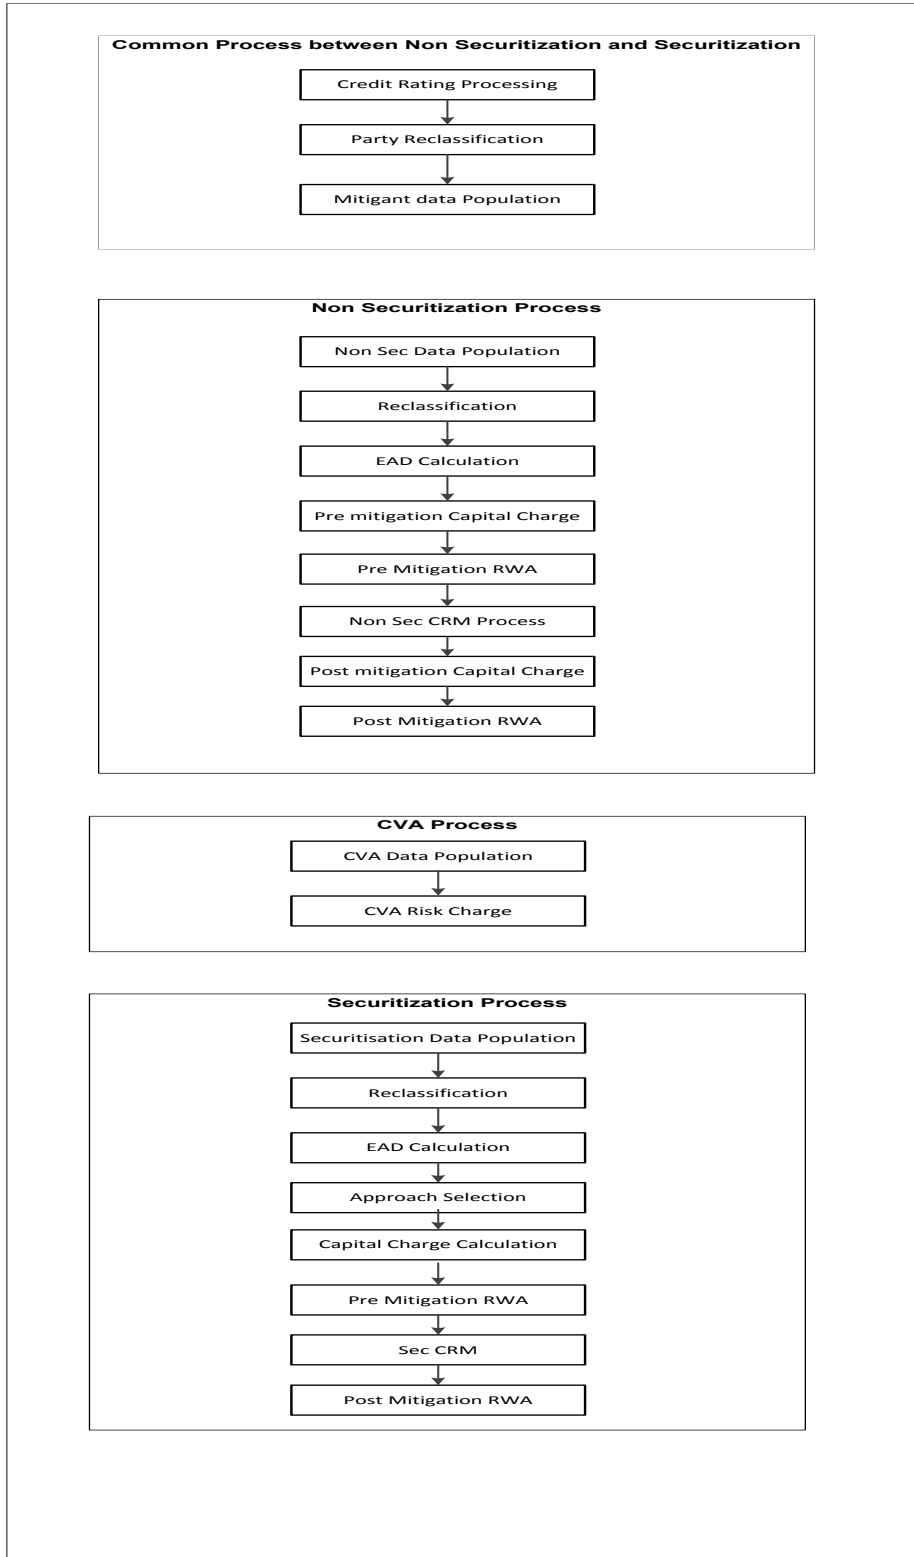 Common Process between Non Securitization and Securitization
Credit Rating Processing
Party Reclassification
Mitigant data Population
Non Securitization Process
Non Sec Data Population
Reclassification
EAD Calculation
Pre mitigation Capital Charge
Pre Mitigation RWA
Non Sec CRM Process
Post mitigation Capital Charge
Post Mitigation RWA
CVA Process
CVA Data Population
CVA Risk Charge
Securitization Process
Securitisation Data Population
Reclassification
EAD Calculation
Approach Selection
Capital Charge Calculation
Pre Mitigation RWA
Sec CRM
Post Mitigation RWA